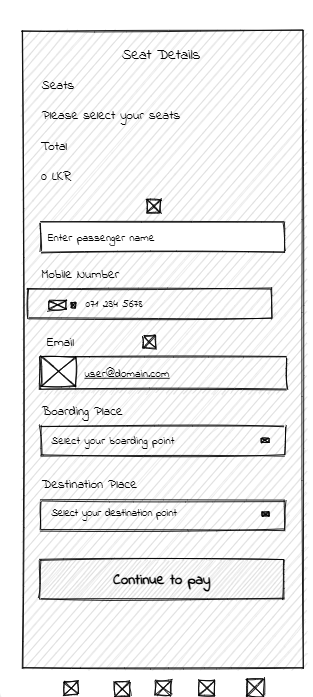 Seat Details
Seats
Please select your seats
Total
0 LKR
Enter passenger name
Mobile Number
071 234 5678
Email
user@domain.com
Boarding Place
Select your boarding point
Destination Place
Select your destination point
Continue to pay